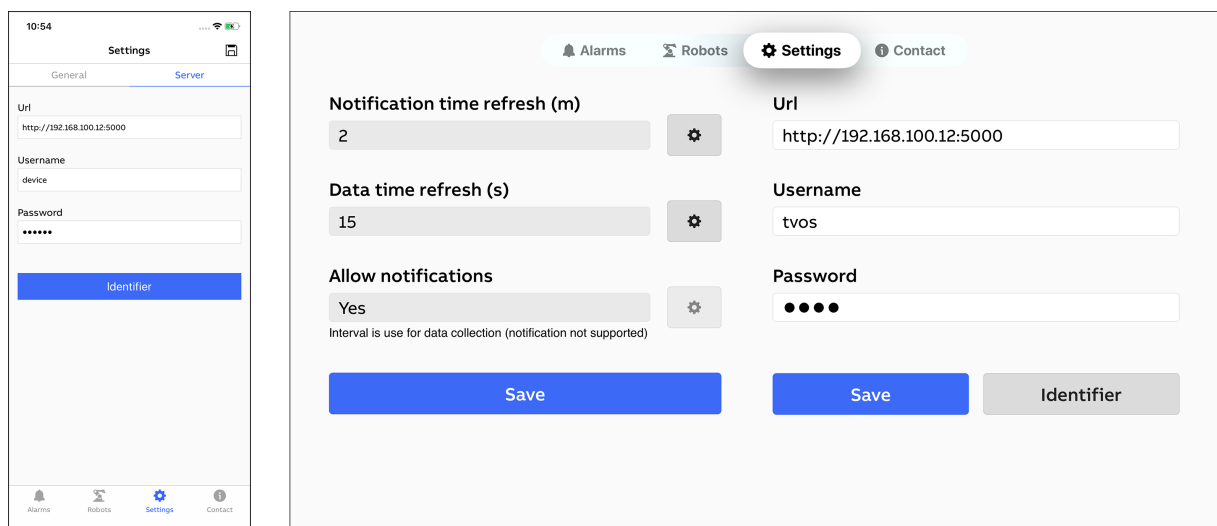 10:54
Settings
General
Server
Url
http://192.168.100.12:5000
Username
device
Password
••••••
Identifier
Alarms
Robots
Settings
Contact
Alarms
Robots
Settings
Contact
Notification time refresh (m)
2
Data time refresh (s)
15
Allow notifications
Yes
Interval is use for data collection (notification not supported)
Save
Url
http://192.168.100.12:5000
Username
tvos
Password
••••
Save
Identifier